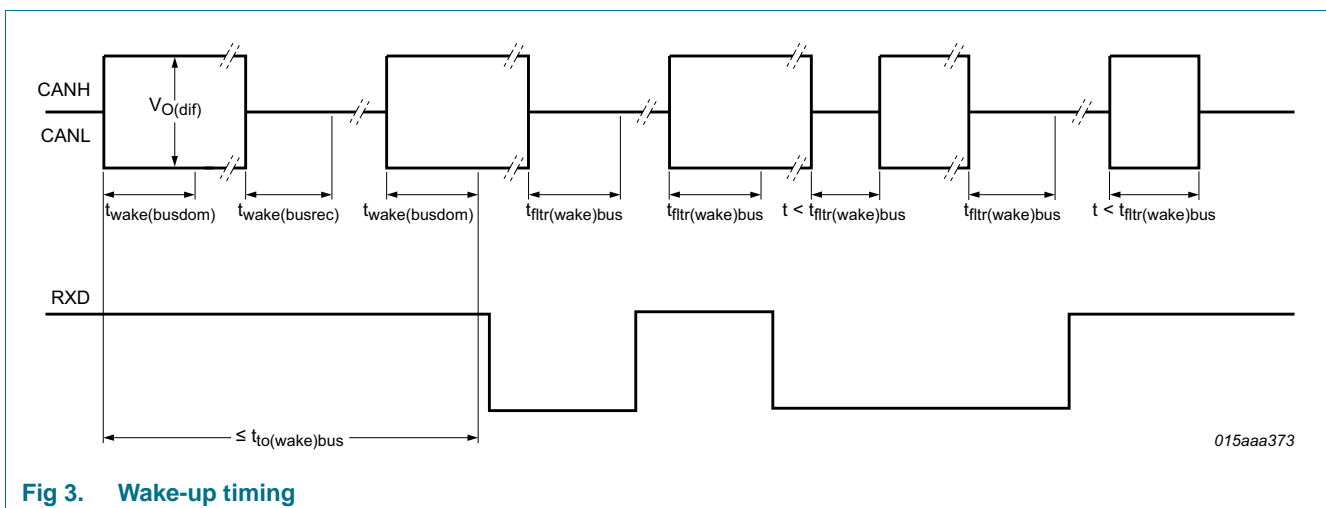 CANH
V_O(dif)
CANL
t_wake(busdom) t_wake(busrec) t_wake(busdom) t_fltr(wake)bus t_fltr(wake)bus t < t_fltr(wake)bus t_fltr(wake)bus t < t_fltr(wake)bus
RXD
≤ t_to(wake)bus
015aaa373
Fig 3. Wake-up timing